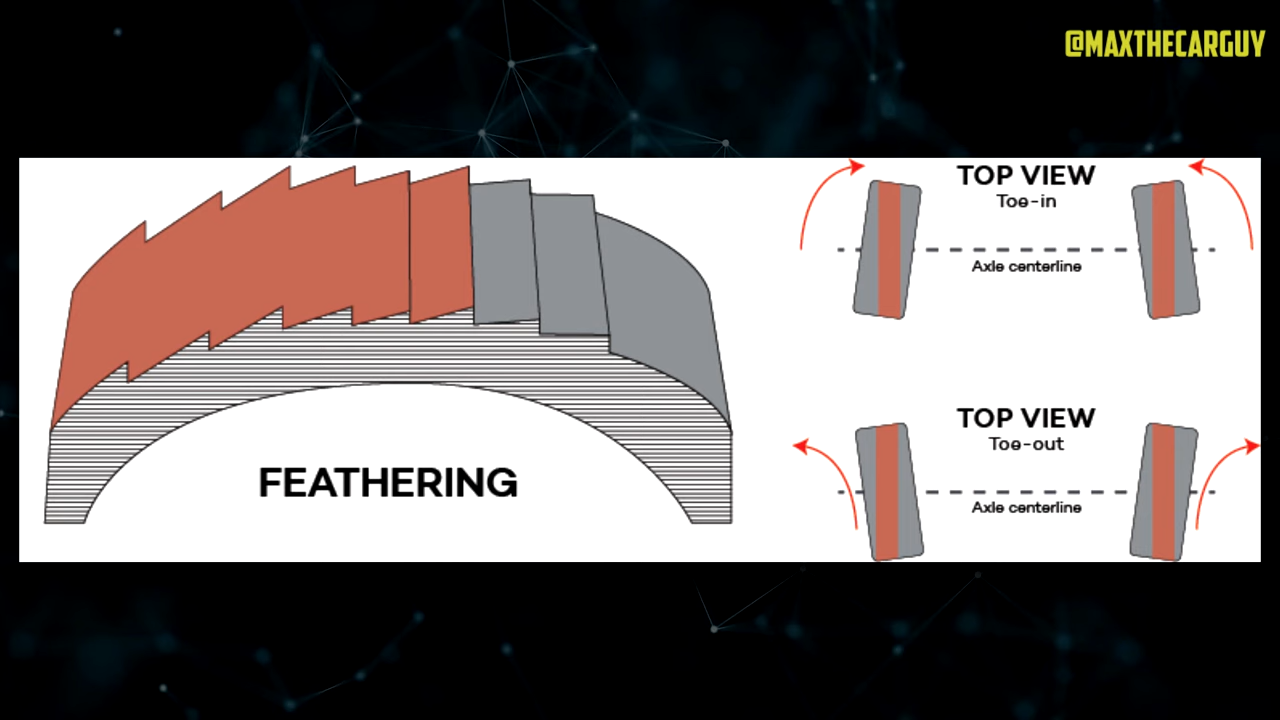 @MAXTHECARGUY
FEATHERING
TOP VIEW
Toe-in
Axle centerline
TOP VIEW
Toe-out
Axle centerline